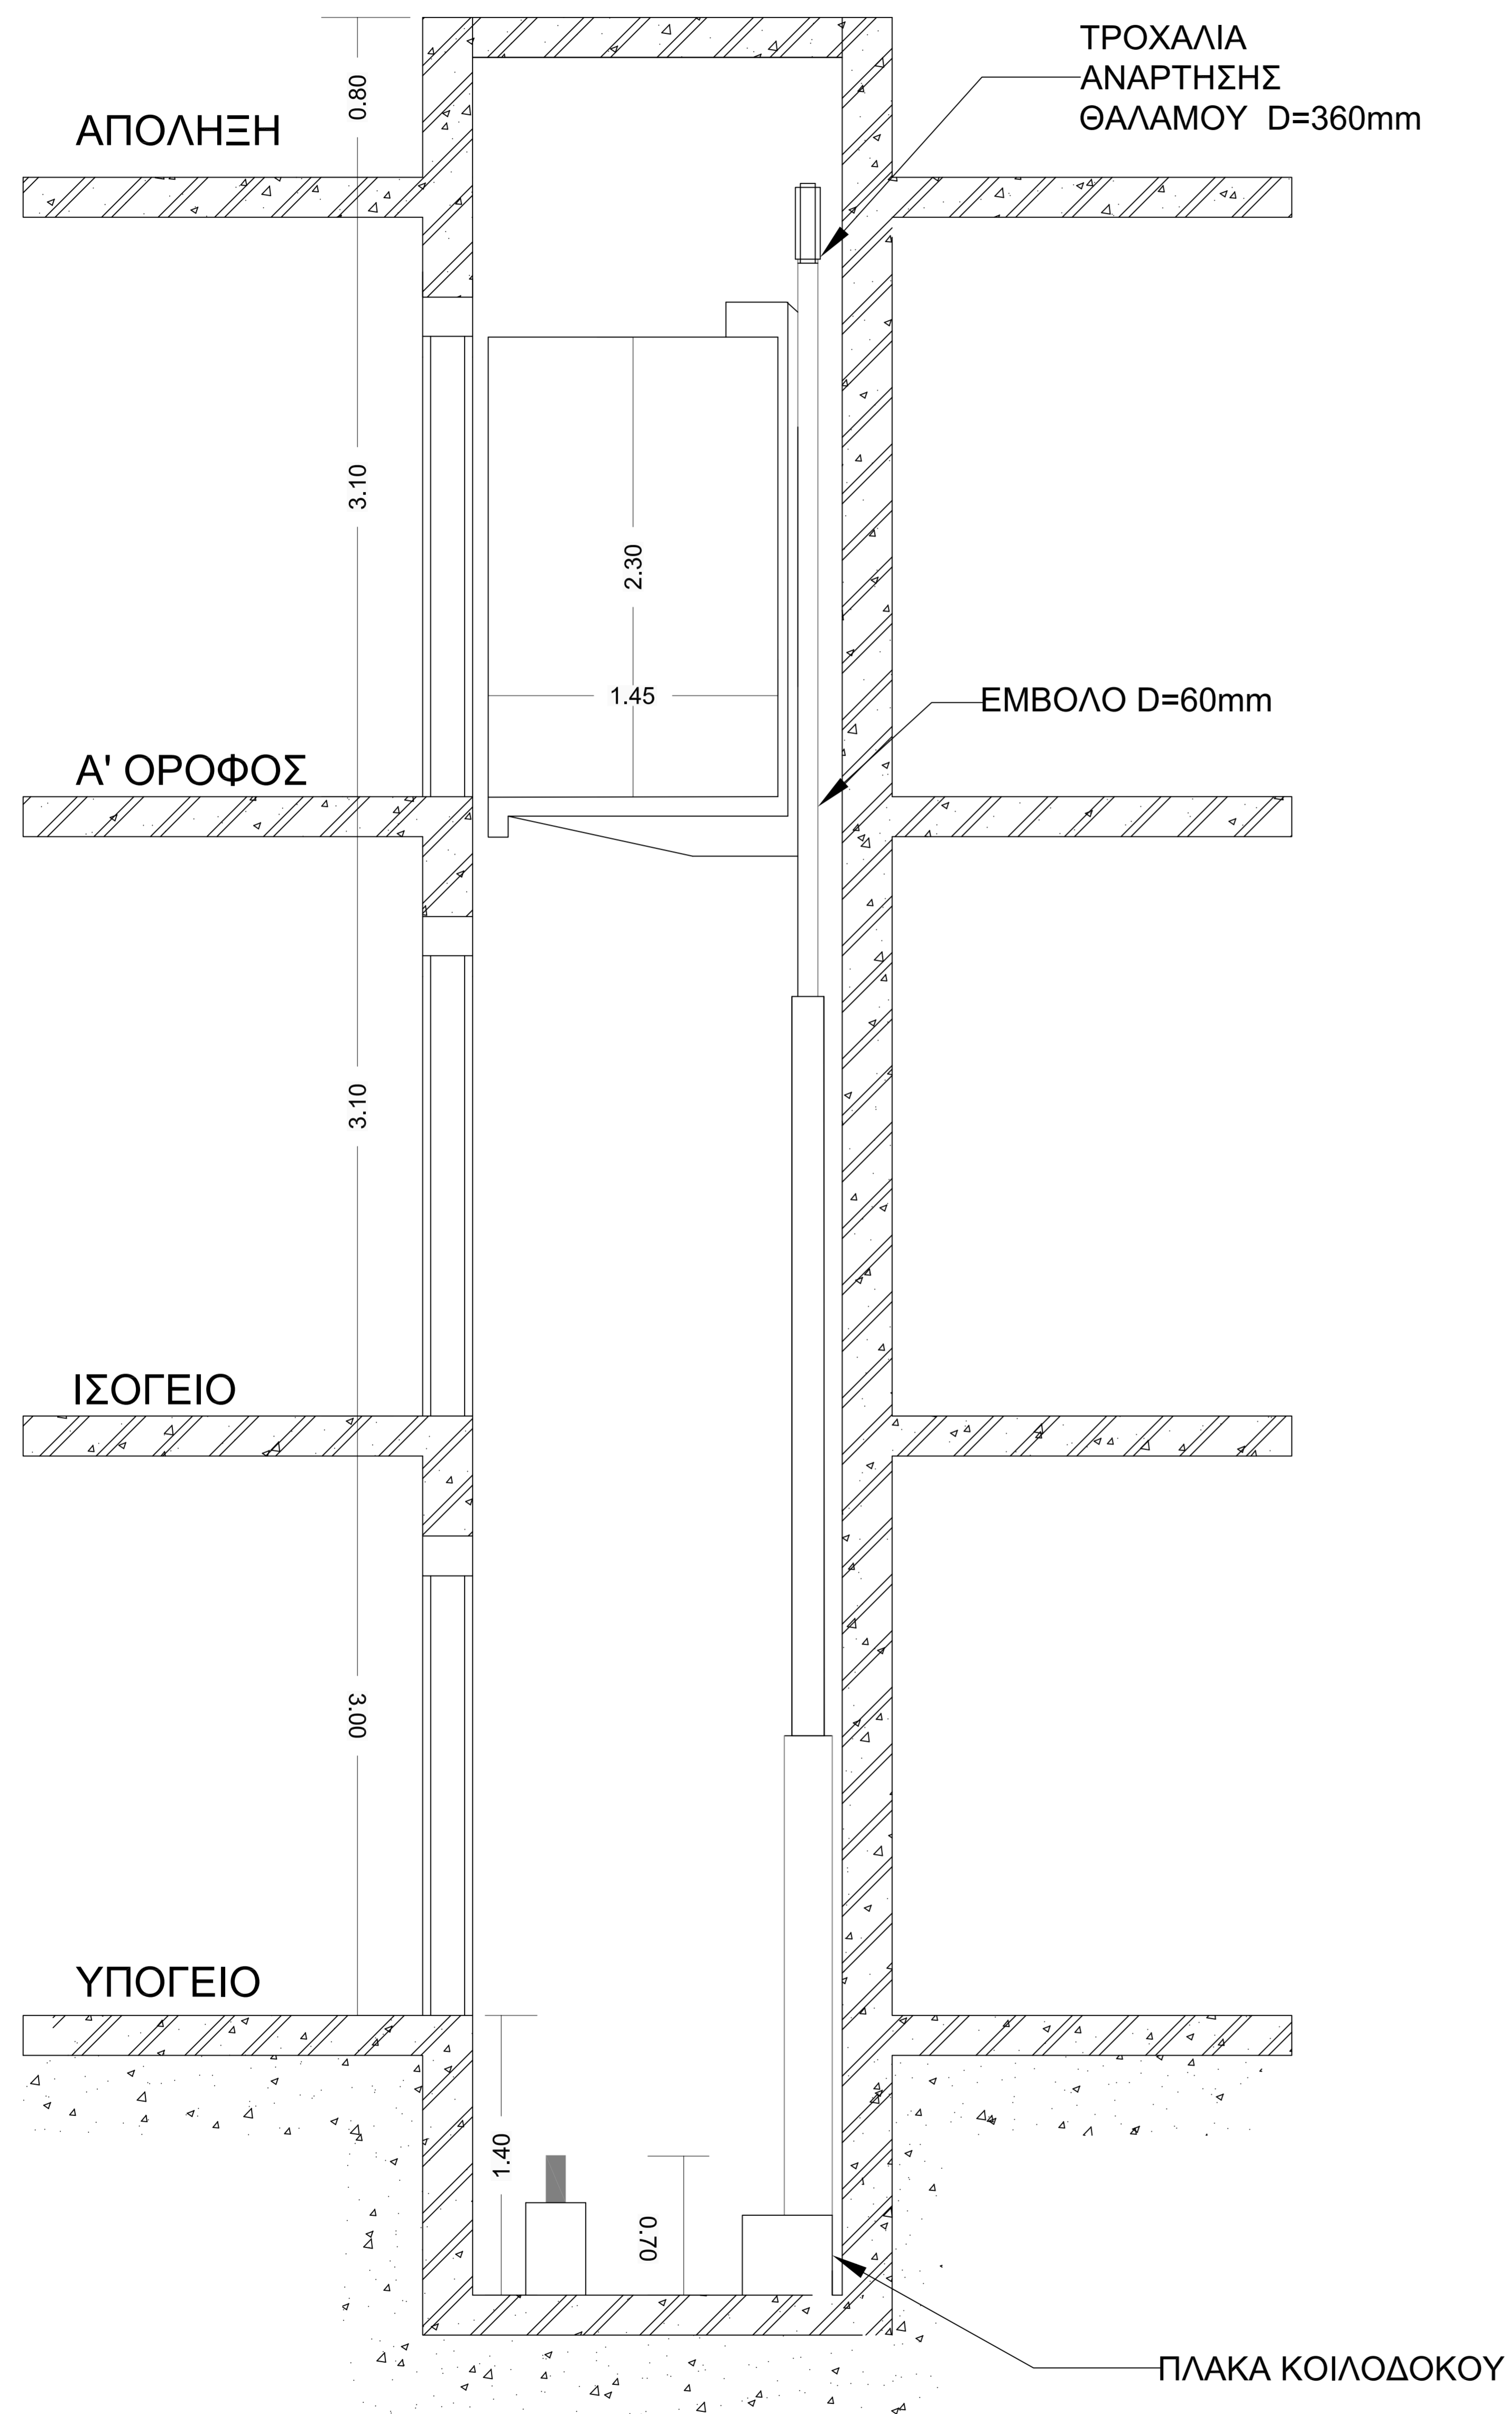 ΤΡΟΧΑΛΙΑ
ΑΝΑΡΤΗΣΗΣ
ΘΑΛΑΜΟΥ D=360mm
0.80
ΑΠΟΛΗΞΗ
3.10
2.30
1.45
ΕΜΒΟΛΟ D=60mm
Α' ΟΡΟΦΟΣ
3.10
ΙΣΟΓΕΙΟ
3.00
ΥΠΟΓΕΙΟ
1.40
0.70
ΠΛΑΚΑ ΚΟΙΛΟΔΟΚΟΥ